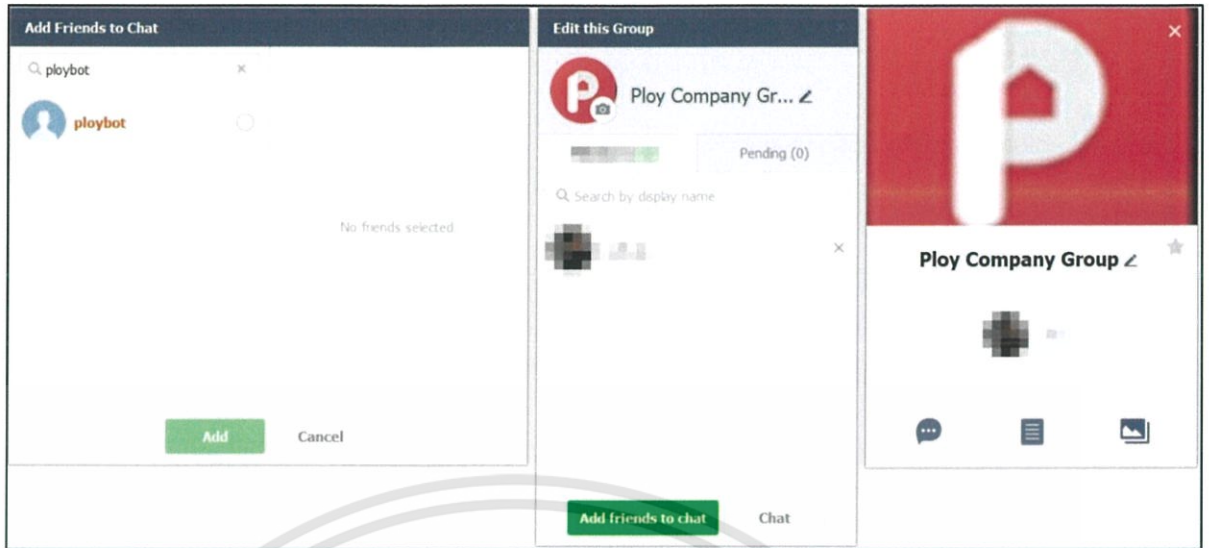 Add Friends to Chat
ploybot
ploybot
No friends selected
Add
Cancel
Edit this Group
Ploy Company Gr...
Pending (0)
Search by display name
Add friends to chat
Chat
Ploy Company Group